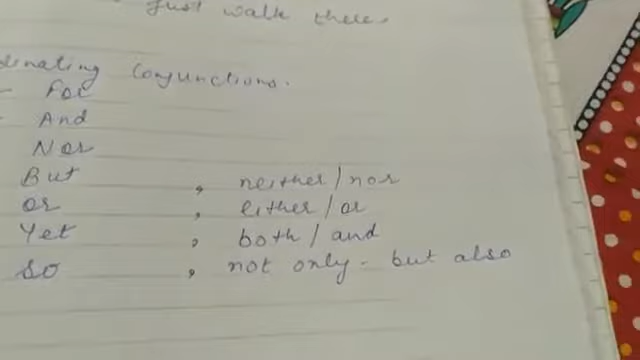 Just walk there.
dinating Conjunctions.
- For
- And
Nor
But , neither/nor
or , either/or
Yet , both/and
So , not only - but also